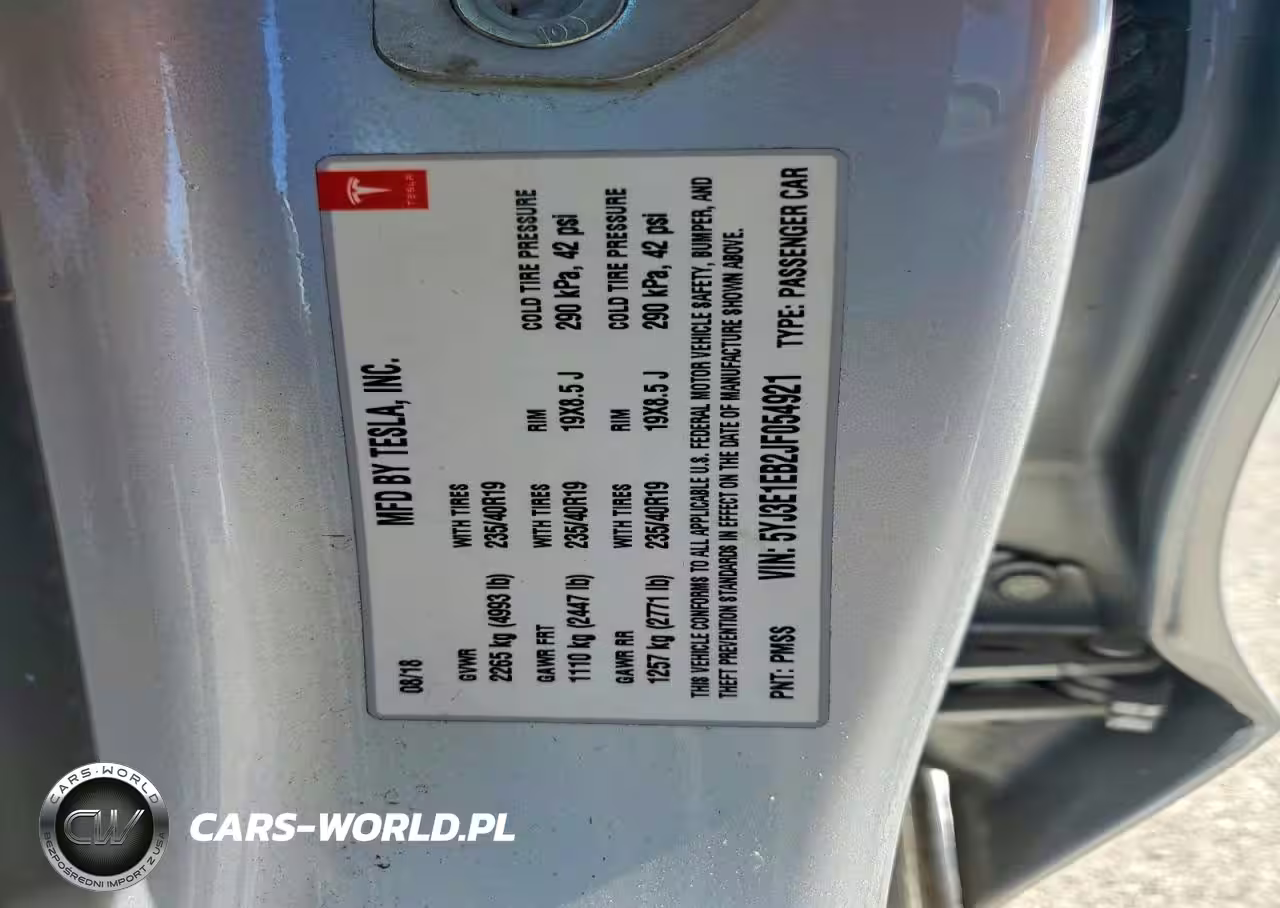 TESLA
MFD BY TESLA, INC.
08/18
GVWR WITH TIRES
2265 kg (4993 lb) 235/40R19
GAWR FRT WITH TIRES RIM COLD TIRE PRESSURE
1110 kg (2447 lb) 235/40R19 19X8.5 J 290 kPa, 42 psi
GAWR RR WITH TIRES RIM COLD TIRE PRESSURE
1257 kg (2771 lb) 235/40R19 19X8.5 J 290 kPa, 42 psi
THIS VEHICLE CONFORMS TO ALL APPLICABLE U.S. FEDERAL MOTOR VEHICLE SAFETY, BUMPER, AND
THEFT PREVENTION STANDARDS IN EFFECT ON THE DATE OF MANUFACTURE SHOWN ABOVE.
PNT: PMSS VIN: 5YJ3E1EB2JF054921 TYPE: PASSENGER CAR
CARS-WORLD
CW
BEZPOŚREDNI IMPORT Z USA
CARS-WORLD.PL